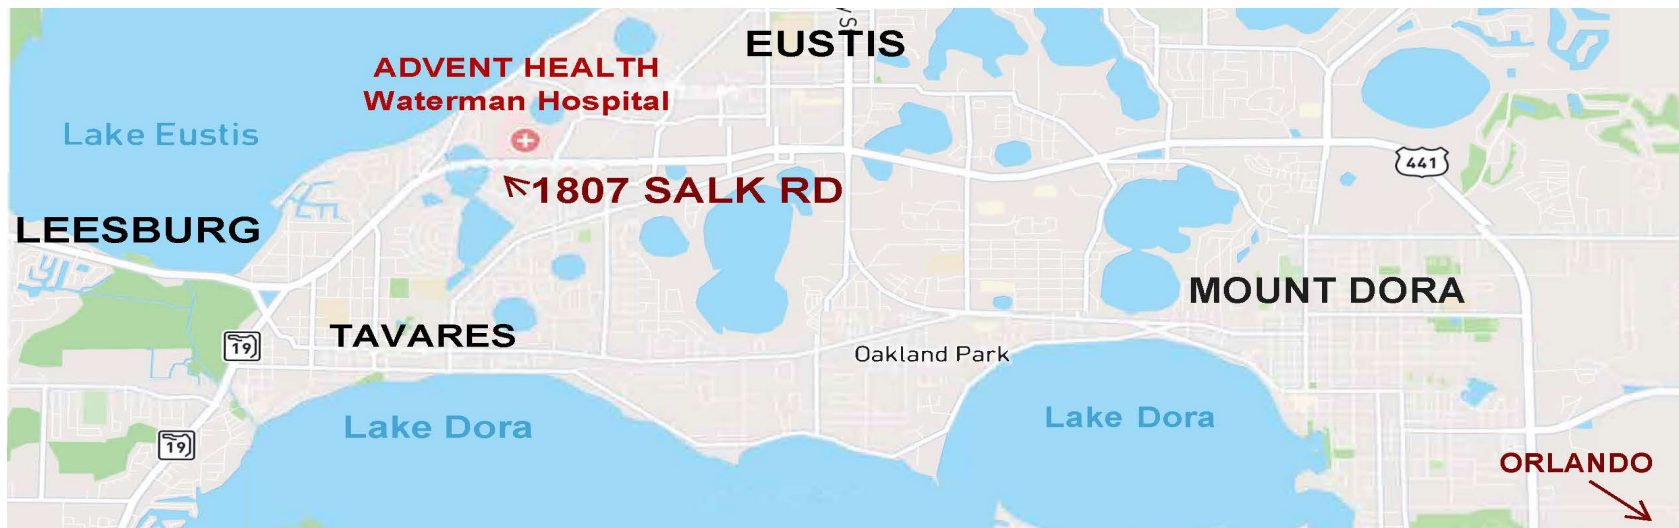 EUSTIS
ADVENT HEALTH
Waterman Hospital
Lake Eustis
441
1807 SALK RD
LEESBURG
MOUNT DORA
TAVARES
19
Oakland Park
Lake Dora
Lake Dora
19
ORLANDO